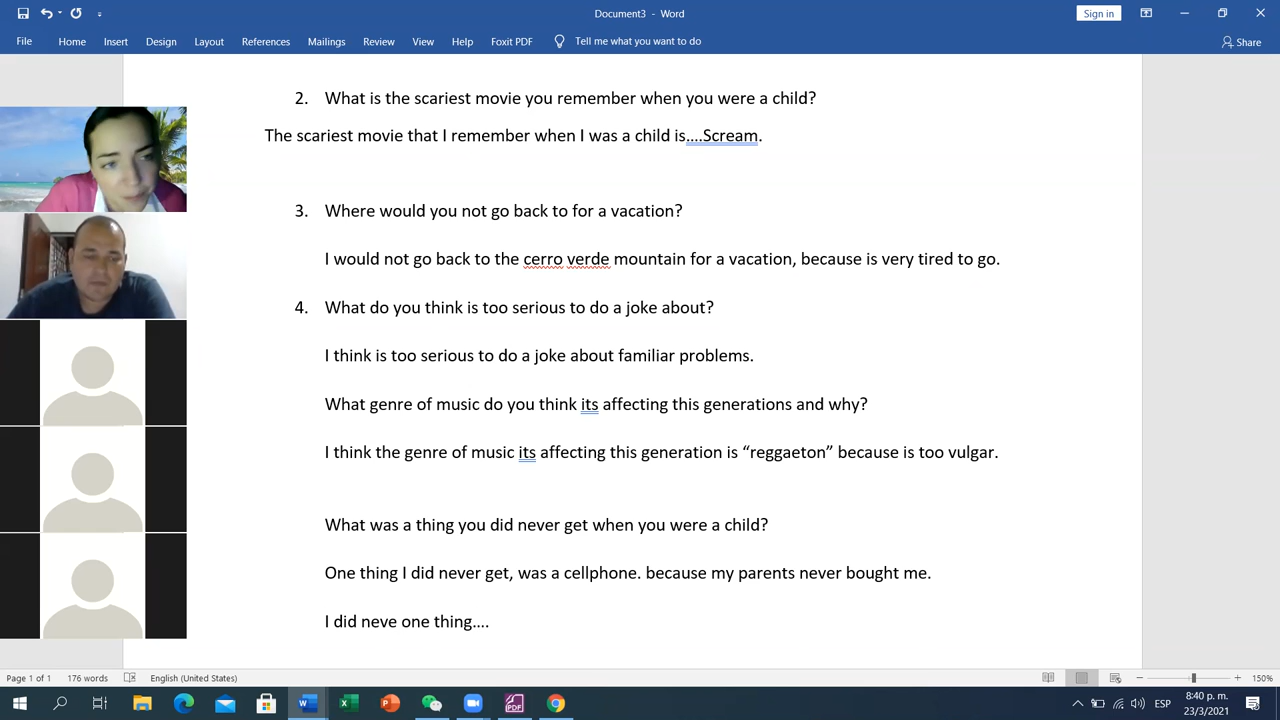 Document3 - Word
Sign in
File Home Insert Design Layout References Mailings Review View Help Foxit PDF Tell me what you want to do Share
2. What is the scariest movie you remember when you were a child?
The scariest movie that I remember when I was a child is....Scream.
3. Where would you not go back to for a vacation?
I would not go back to the cerro verde mountain for a vacation, because is very tired to go.
4. What do you think is too serious to do a joke about?
I think is too serious to do a joke about familiar problems.
What genre of music do you think its affecting this generations and why?
I think the genre of music its affecting this generation is “reggaeton” because is too vulgar.
What was a thing you did never get when you were a child?
One thing I did never get, was a cellphone. because my parents never bought me.
I did neve one thing....
Page 1 of 1 176 words English (United States) 150%
ESP 8:40 p. m.
23/3/2021